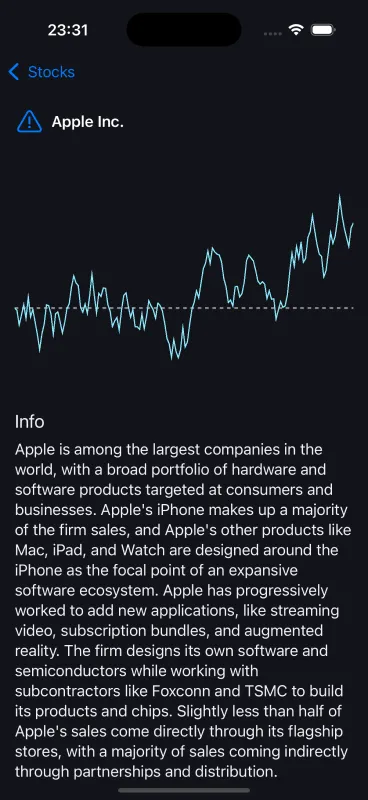 23:31
Stocks
Apple Inc.
Info
Apple is among the largest companies in the
world, with a broad portfolio of hardware and
software products targeted at consumers and
businesses. Apple's iPhone makes up a majority
of the firm sales, and Apple's other products like
Mac, iPad, and Watch are designed around the
iPhone as the focal point of an expansive
software ecosystem. Apple has progressively
worked to add new applications, like streaming
video, subscription bundles, and augmented
reality. The firm designs its own software and
semiconductors while working with
subcontractors like Foxconn and TSMC to build
its products and chips. Slightly less than half of
Apple's sales come directly through its flagship
stores, with a majority of sales coming indirectly
through partnerships and distribution.